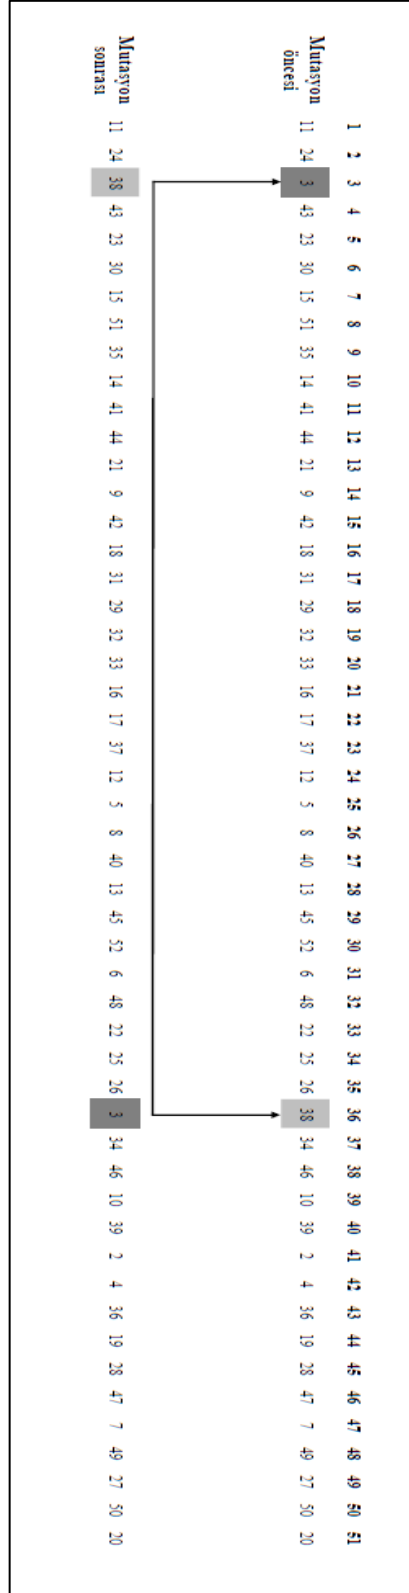 1 2 3 4 5 6 7 8 9 10 11 12 13 14 15 16 17 18 19 20 21 22 23 24 25 26 27 28 29 30 31 32 33 34 35 36 37 38 39 40 41 42 43 44 45 46 47 48 49 50 51
Mutasyon
öncesi
11 24 3 43 23 30 15 51 35 14 41 44 21 9 42 18 31 29 32 33 16 17 37 12 5 8 40 13 45 52 6 48 22 25 26 38 34 46 10 39 2 4 36 19 28 47 7 49 27 50 20
Mutasyon
sonrası
11 24 38 43 23 30 15 51 35 14 41 44 21 9 42 18 31 29 32 33 16 17 37 12 5 8 40 13 45 52 6 48 22 25 26 3 34 46 10 39 2 4 36 19 28 47 7 49 27 50 20